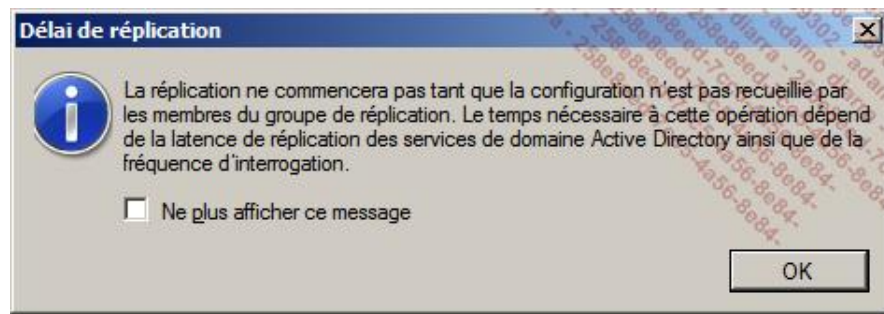 Délai de réplication
La réplication ne commencera pas tant que la configuration n'est pas recueillie par
les membres du groupe de réplication. Le temps nécessaire à cette opération dépend
de la latence de réplication des services de domaine Active Directory ainsi que de la
fréquence d'interrogation.
Ne plus afficher ce message
OK